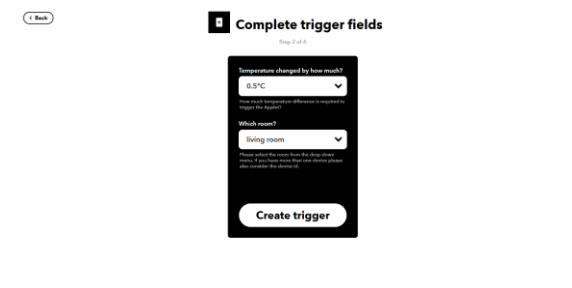 Back
Complete trigger fields
Step 2 of 6
Temperature changed by how much?
0.5°C
How much temperature difference is required to
trigger the Applet?
Which room?
living room
Please select the room from the drop down
menu. If you have more than one device please
also consider the device id.
Create trigger